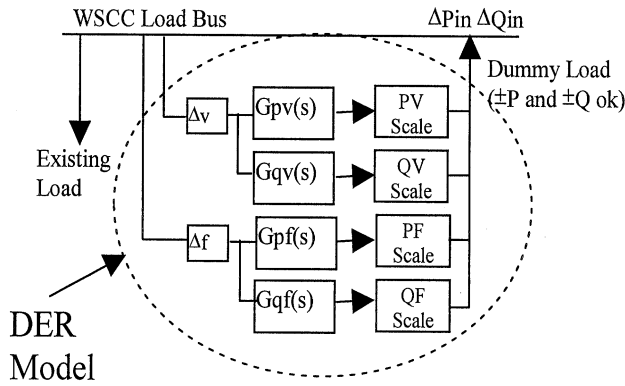 WSCC Load Bus
ΔPin ΔQin
Dummy Load
(±P and ±Q ok)
Existing
Load
Δv
Gpv(s)
PV
Scale
Gqv(s)
QV
Scale
Δf
Gpf(s)
PF
Scale
Gqf(s)
QF
Scale
DER
Model